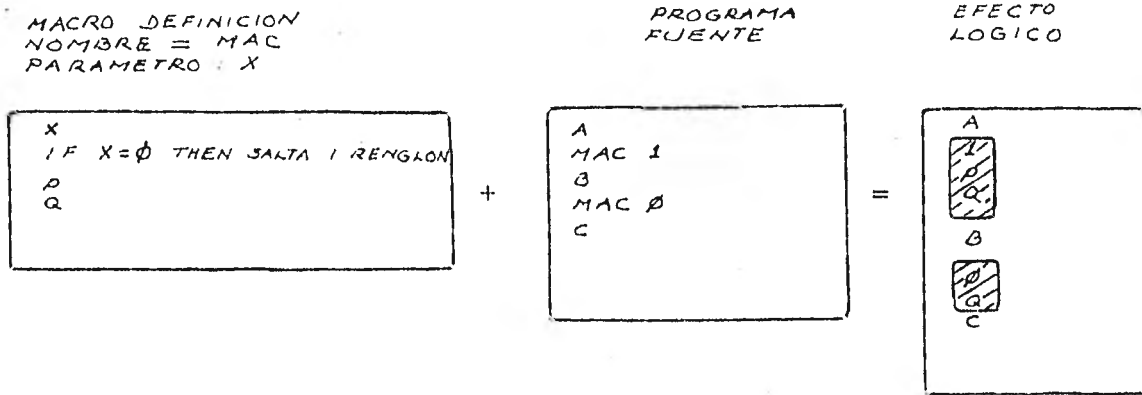 MACRO DEFINICION
NOMBRE = MAC
PARAMETRO : X
PROGRAMA
FUENTE
EFECTO
LOGICO
X
IF X=Ø THEN SALTA 1 RENGLON
P
Q
+
A
MAC 1
B
MAC Ø
C
=
A
1
P
Q
B
Ø
Q
C